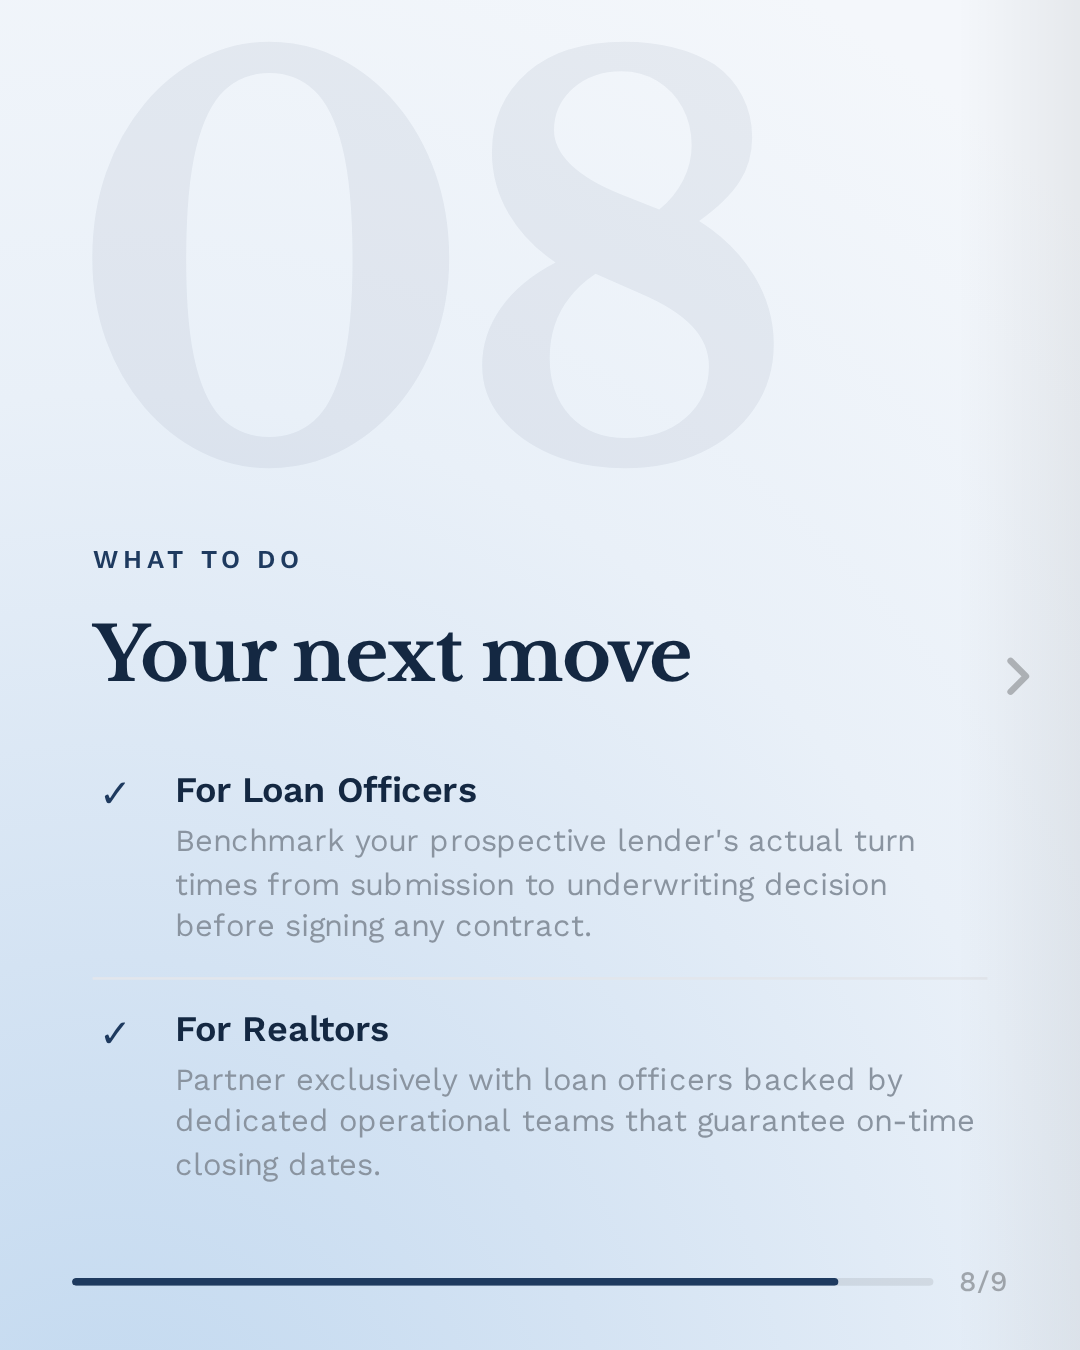 08
WHAT TO DO
Your next move
✓ For Loan Officers
Benchmark your prospective lender's actual turn
times from submission to underwriting decision
before signing any contract.
✓ For Realtors
Partner exclusively with loan officers backed by
dedicated operational teams that guarantee on-time
closing dates.
8/9